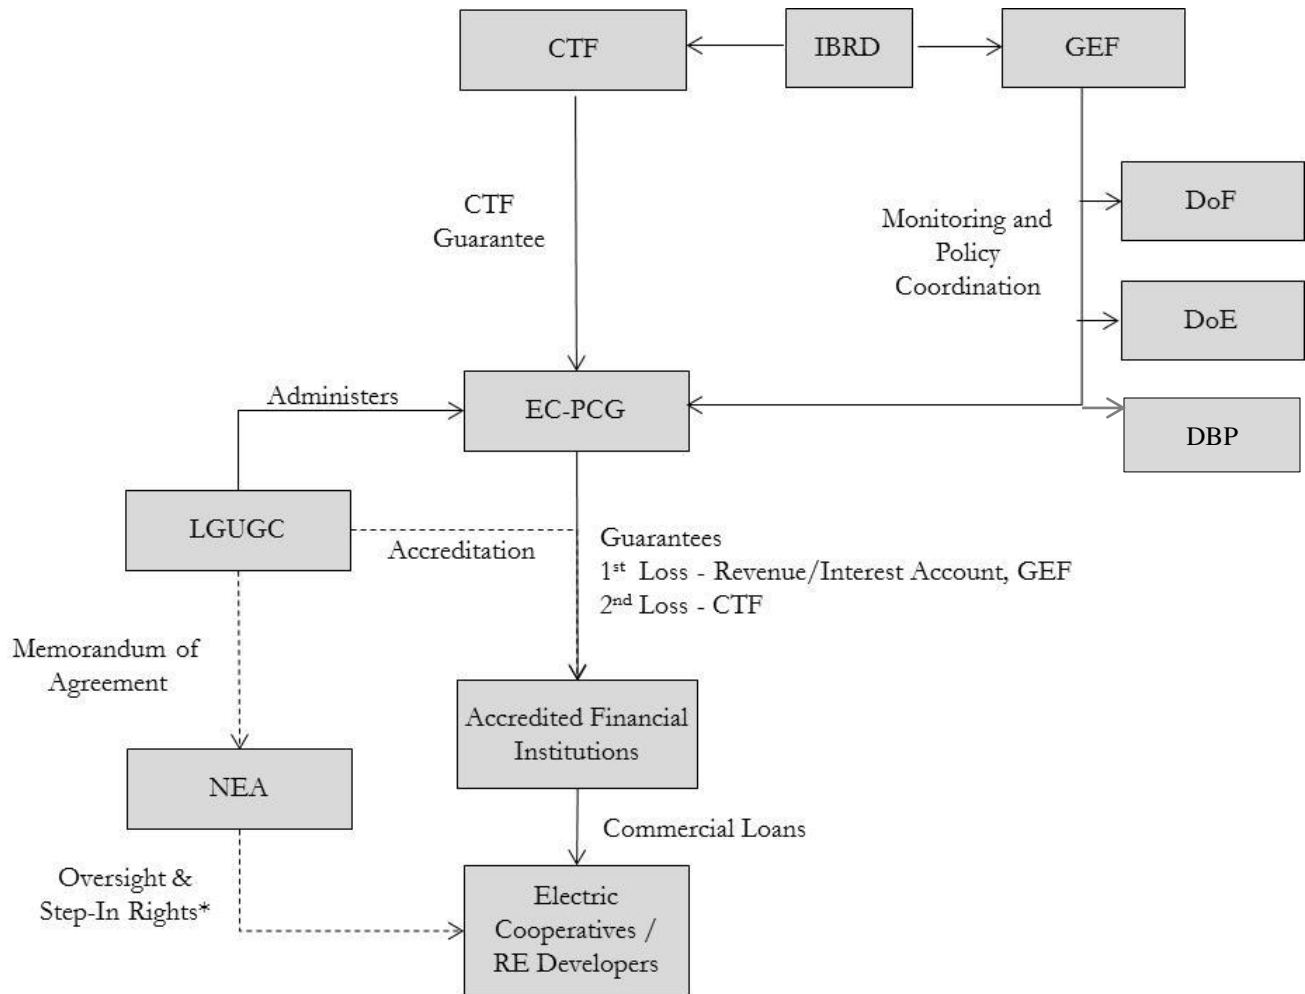 CTF
IBRD
GEF
CTF
Guarantee
Monitoring and
Policy
Coordination
DoF
DoE
DBP
Administers
EC-PCG
LGUGC
Accreditation
Guarantees
1st Loss - Revenue/Interest Account, GEF
2nd Loss - CTF
Memorandum of
Agreement
Accredited Financial
Institutions
NEA
Commercial Loans
Oversight &
Step-In Rights*
Electric
Cooperatives /
RE Developers